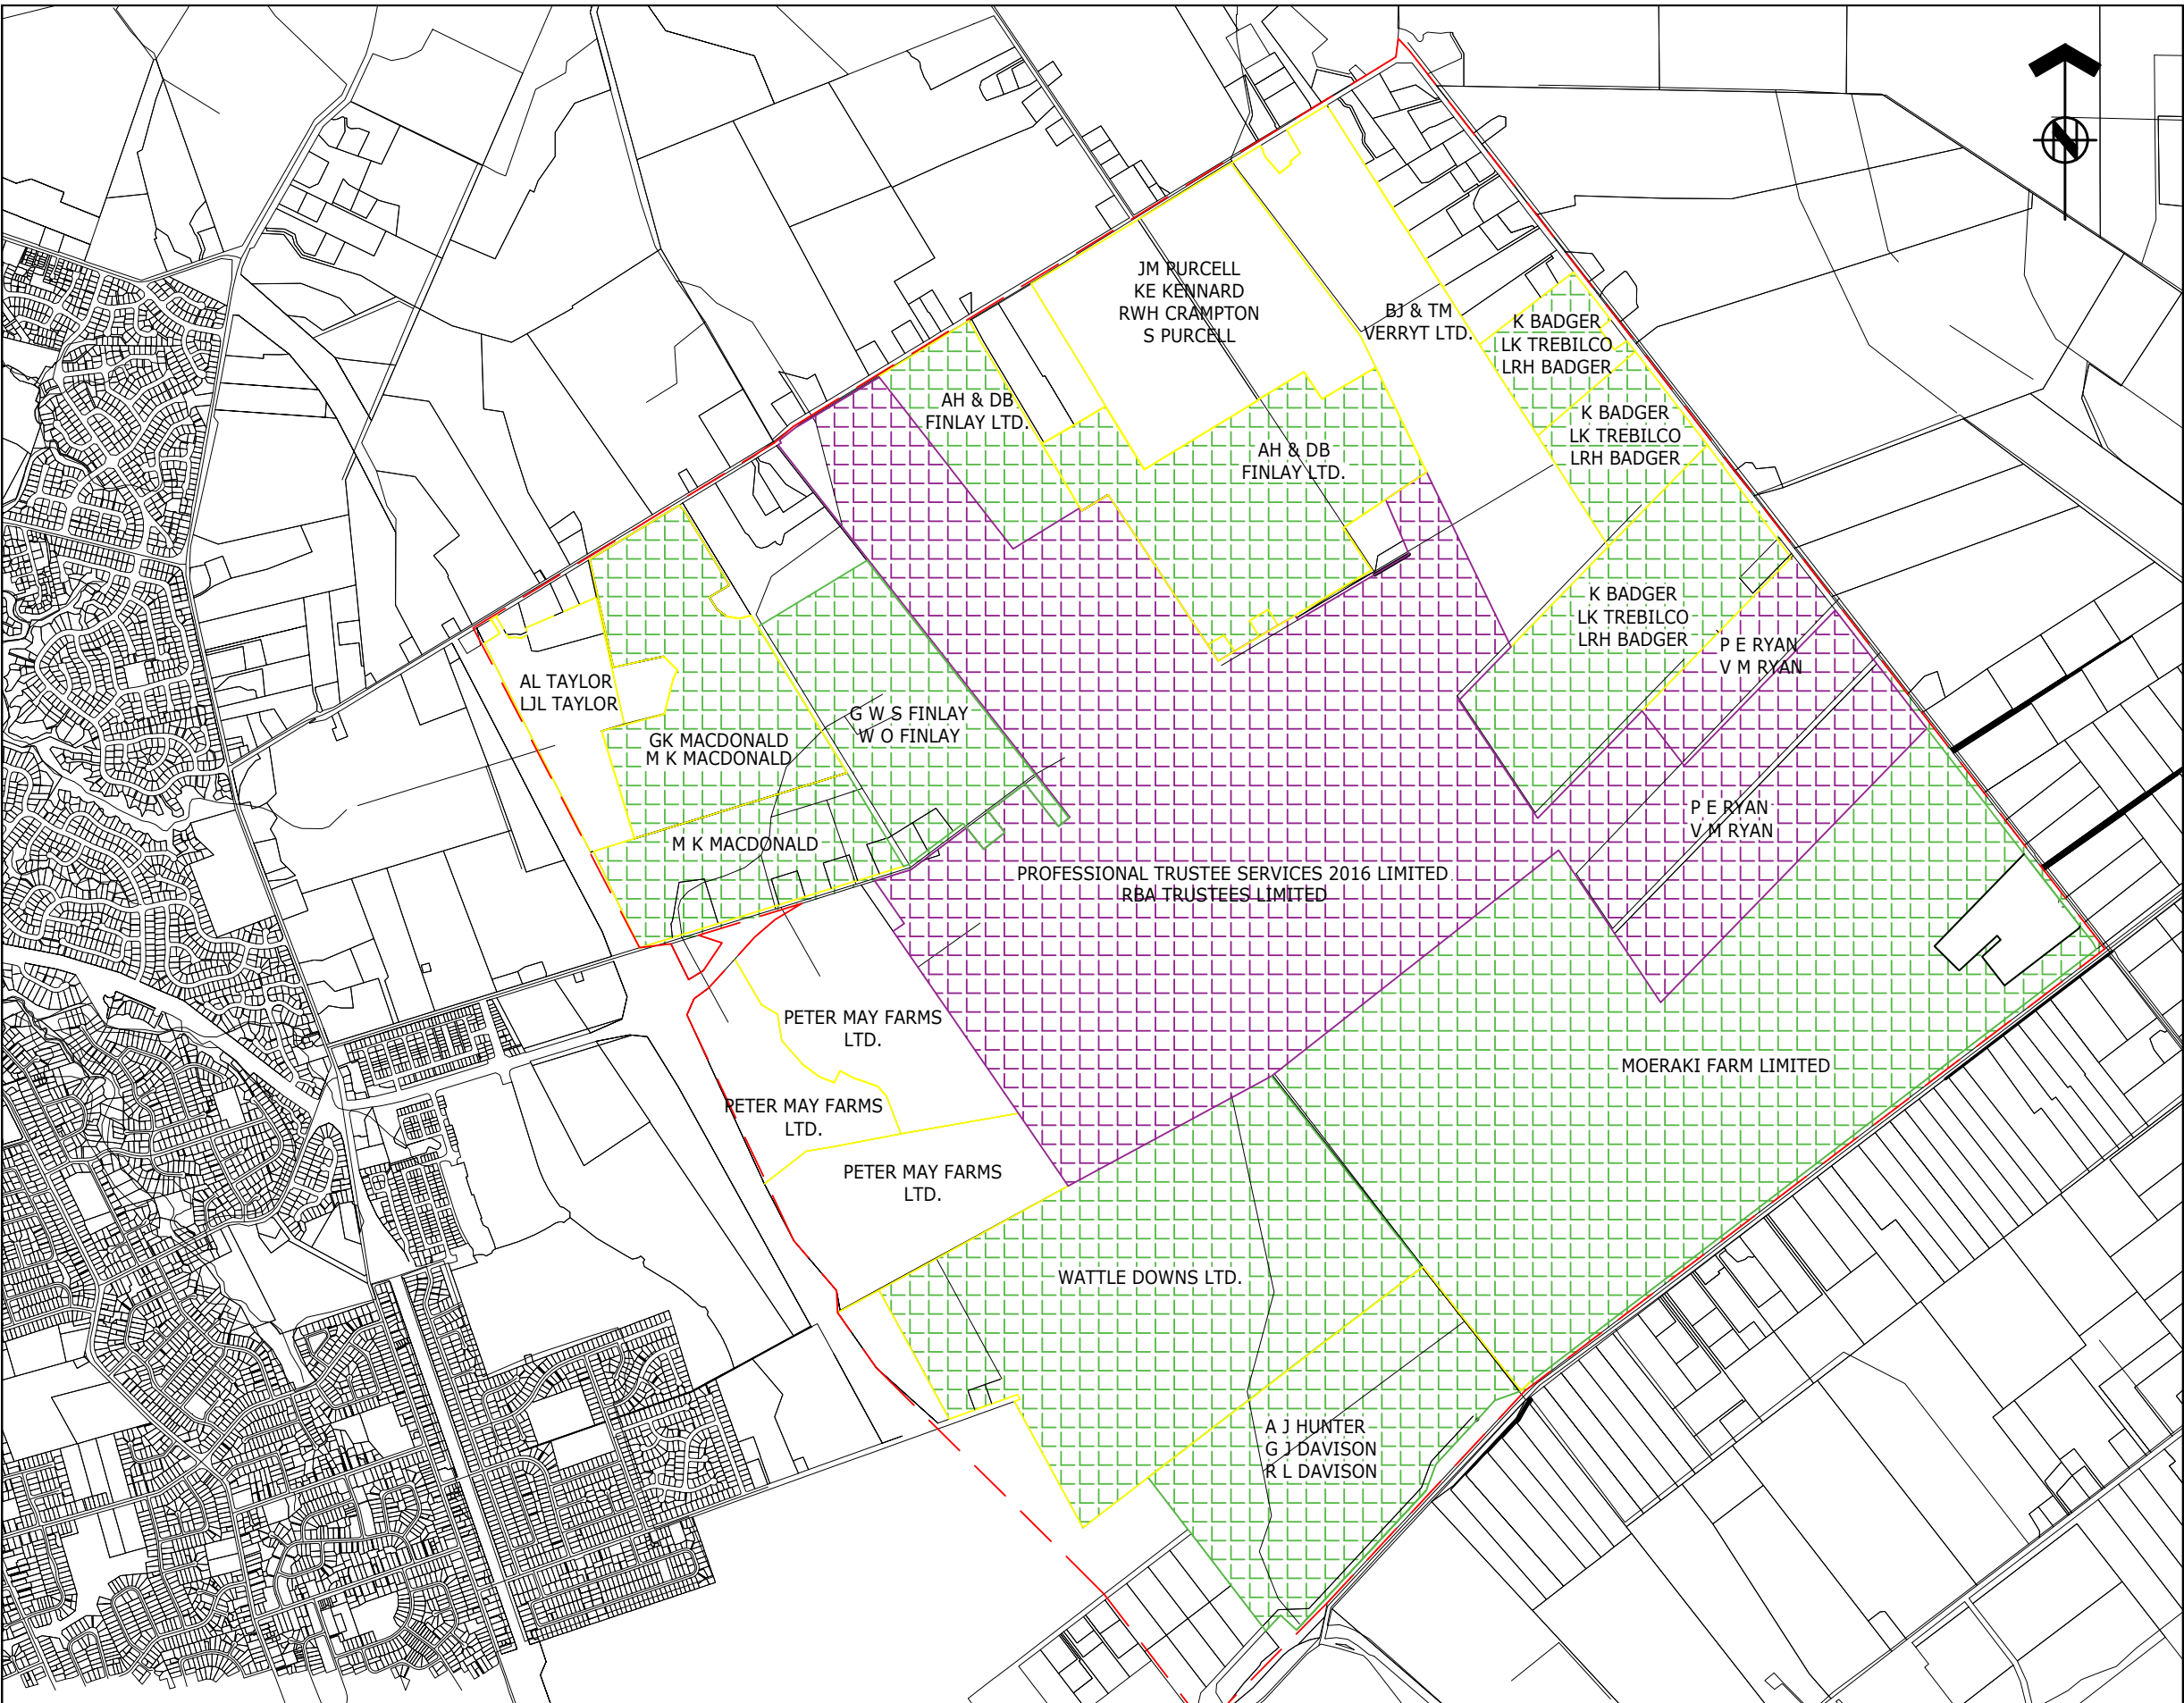 N
JM PURCELL
KE KENNARD
RWH CRAMPTON
S PURCELL
BJ & TM
VERRYT LTD.
K BADGER
LK TREBILCO
LRH BADGER
AH & DB
FINLAY LTD.
K BADGER
LK TREBILCO
LRH BADGER
AH & DB
FINLAY LTD.
K BADGER
LK TREBILCO
LRH BADGER
P E RYAN
V M RYAN
AL TAYLOR
LJL TAYLOR
G W S FINLAY
W O FINLAY
GK MACDONALD
M K MACDONALD
P E RYAN
V M RYAN
M K MACDONALD
PROFESSIONAL TRUSTEE SERVICES 2016 LIMITED
RBA TRUSTEES LIMITED
PETER MAY FARMS
LTD.
MOERAKI FARM LIMITED
PETER MAY FARMS
LTD.
PETER MAY FARMS
LTD.
WATTLE DOWNS LTD.
A J HUNTER
G J DAVISON
R L DAVISON